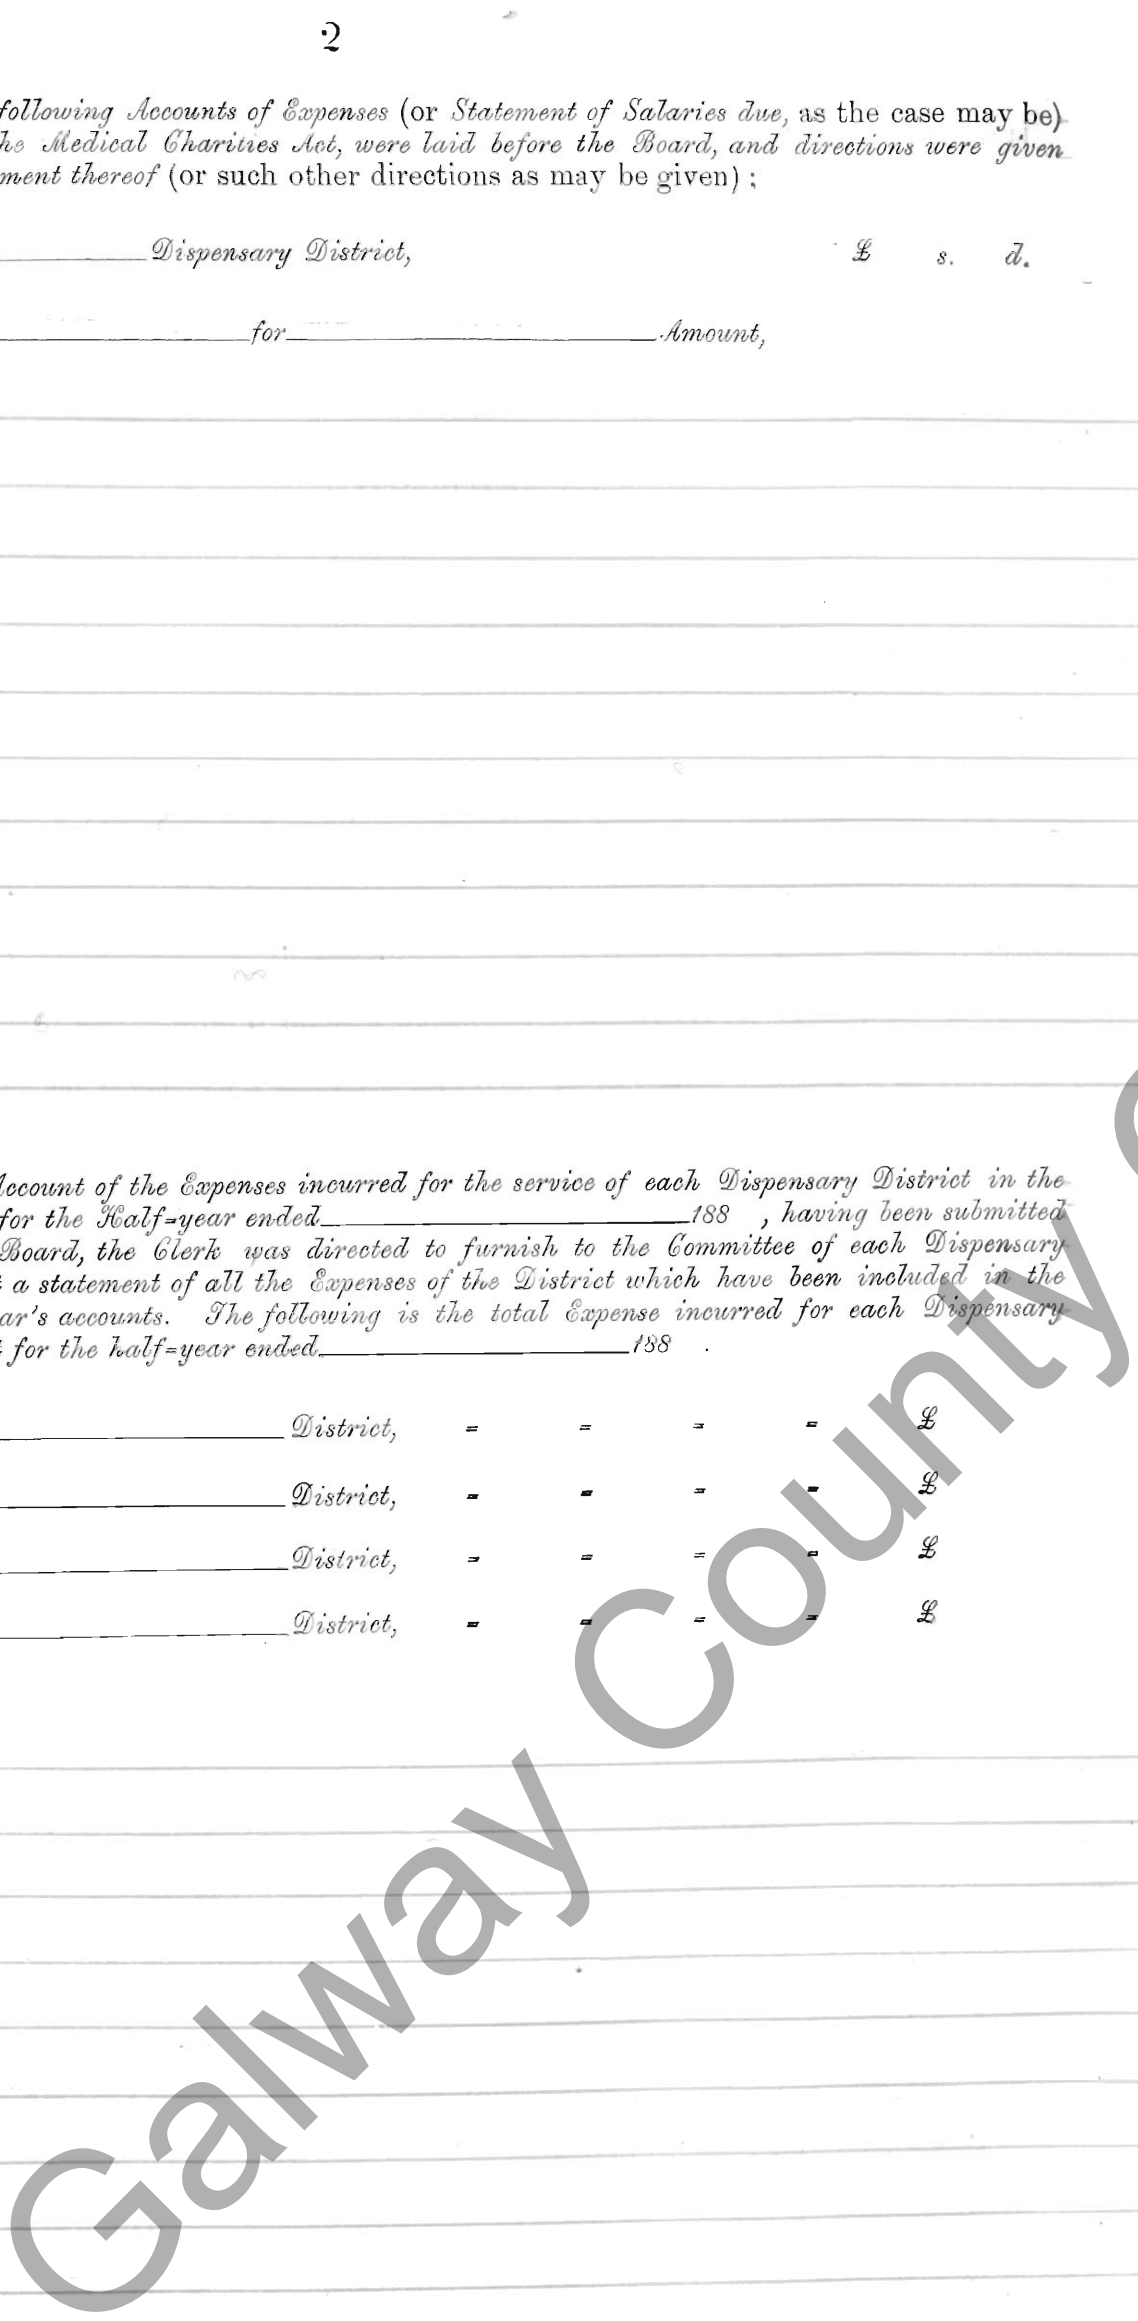 2
following Accounts of Expenses (or Statement of Salaries due, as the case may be)
he Medical Charities Act, were laid before the Board, and directions were given
ment thereof (or such other directions as may be given) ;
Dispensary District, £ s. d.
for Amount,
ccount of the Expenses incurred for the service of each Dispensary District in the
for the Half=year ended 188 , having been submitted
Board, the Clerk was directed to furnish to the Committee of each Dispensary
a statement of all the Expenses of the District which have been included in the
ar's accounts. The following is the total Expense incurred for each Dispensary
for the half=year ended 188 .
District, = = = = £
District, = = = = £
District, = = = = £
District, = = = = £
Galway County